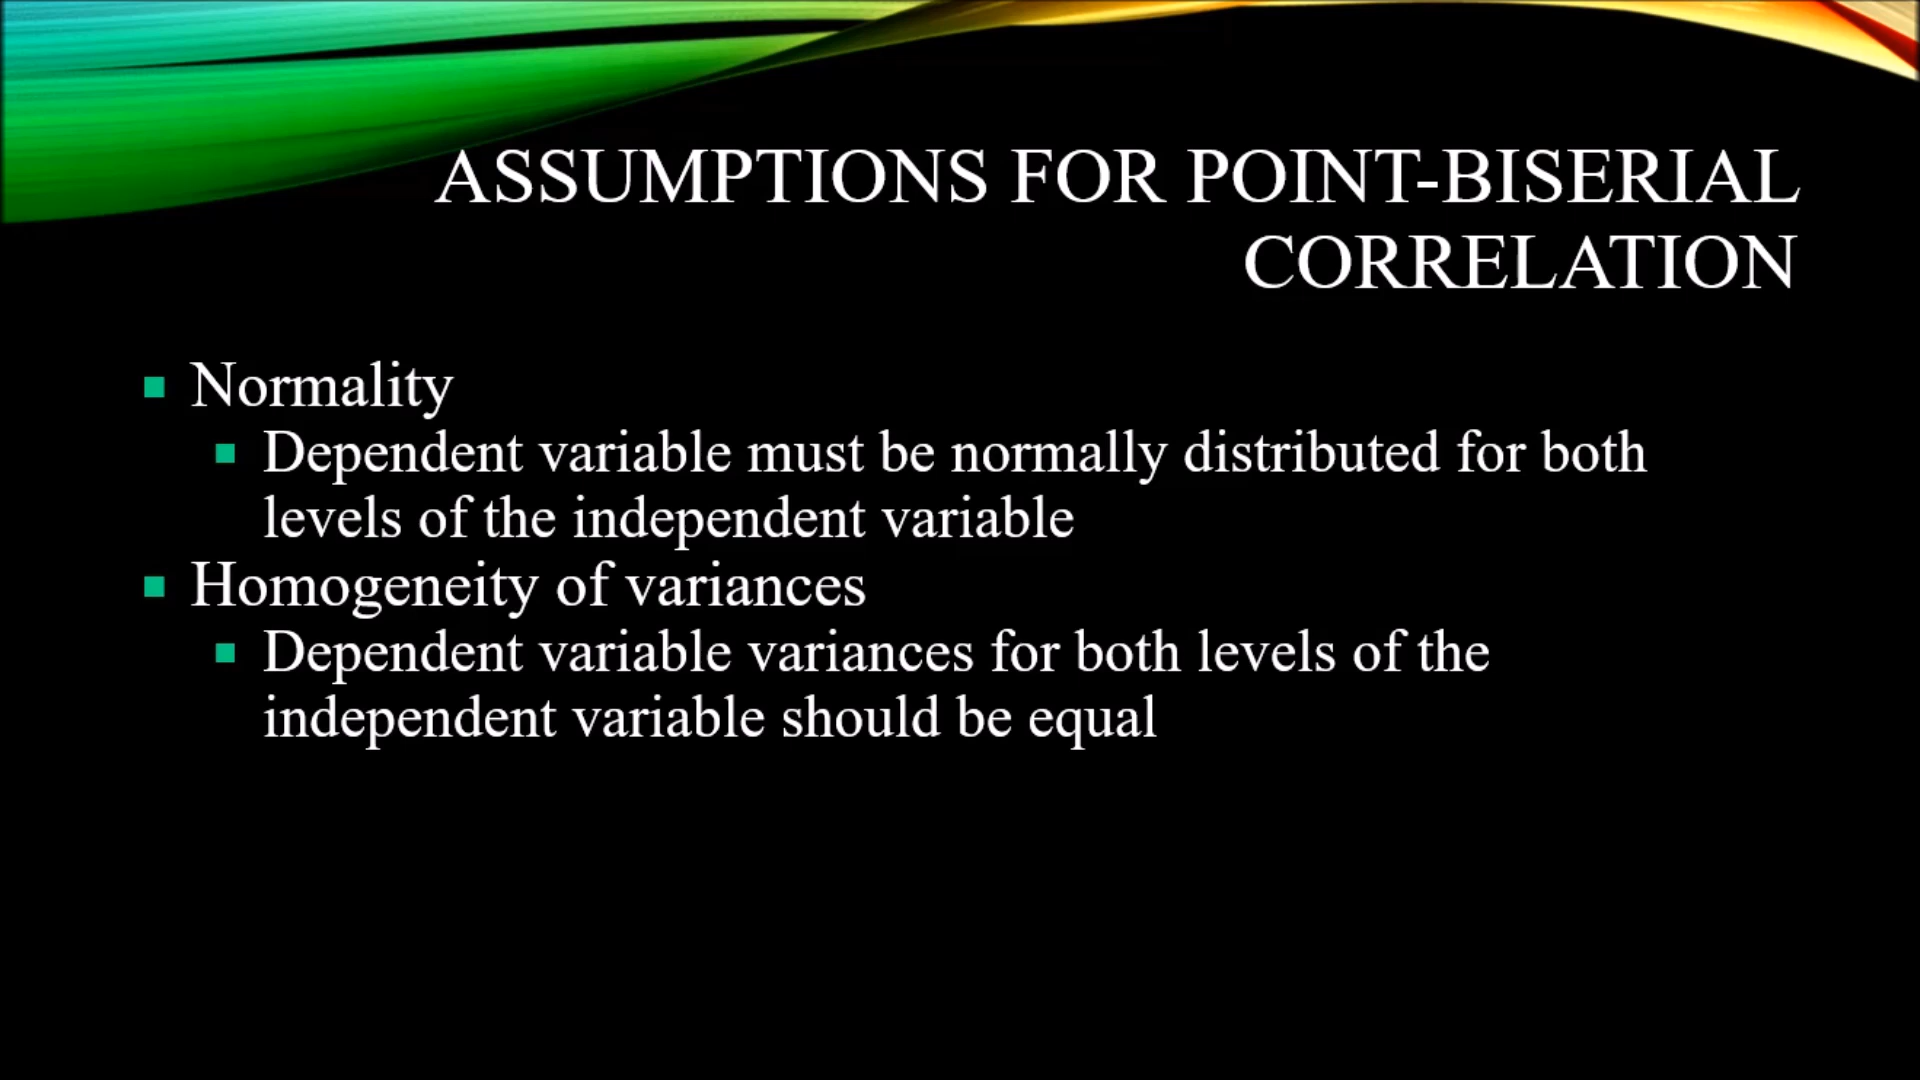 ASSUMPTIONS FOR POINT-BISERIAL
CORRELATION
Normality
Dependent variable must be normally distributed for both
levels of the independent variable
Homogeneity of variances
Dependent variable variances for both levels of the
independent variable should be equal